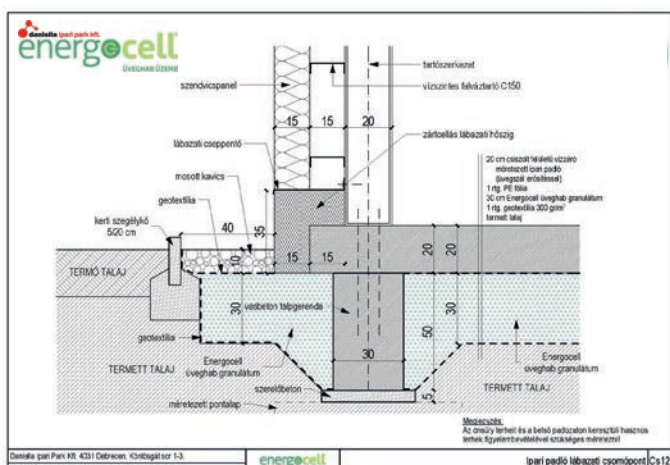 daniella ipari park kft.
energocell
ÜVEGHAB ÜZEME
szendvicspanel
lábazati cseppentő
mosott kavics
geotextília
kerti szegélykő
5/20 cm
tartószerkezet
vízszintes falváztartó C150
zártcellás lábazati hőszig
20 cm csiszolt felületű vízzáró
méretezett ipari padló
(üvegszál erősítéssel)
1 rtg. PE fólia
30 cm Energocell üveghab granulátum
1 rtg. geotextília 300 gr/m²
termett talaj
15
15
20
40
35
10
15
15
20
20
30
30
50
30
5
TERMŐ TALAJ
vasbeton talpgerenda
geotextília
TERMETT TALAJ
Energocell
üveghab granulátum
Energocell
üveghab granulátum
TERMETT TALAJ
szerelőbeton
méretezett pontalap
Megjegyzés:
Az önsúly terheit és a belső padozaton keresztüli hasznos
terhek figyelembevételével szükséges méretezni!
Daniella Ipari Park Kft. 4031 Debrecen, Köntösgát sor 1-3.
energocell
Ipari padló lábazati csomópont
Cs12